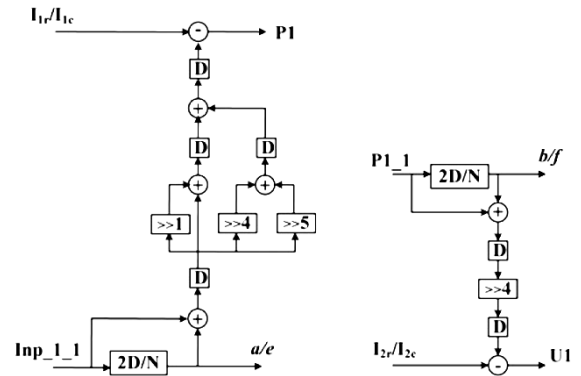 I1r/I1c
-
P1
D
+
D
D
+
+
>>1
>>4
>>5
D
+
a/e
Inp_1_1
2D/N
b/f
P1_1
2D/N
+
D
>>4
D
I2r/I2c
-
U1